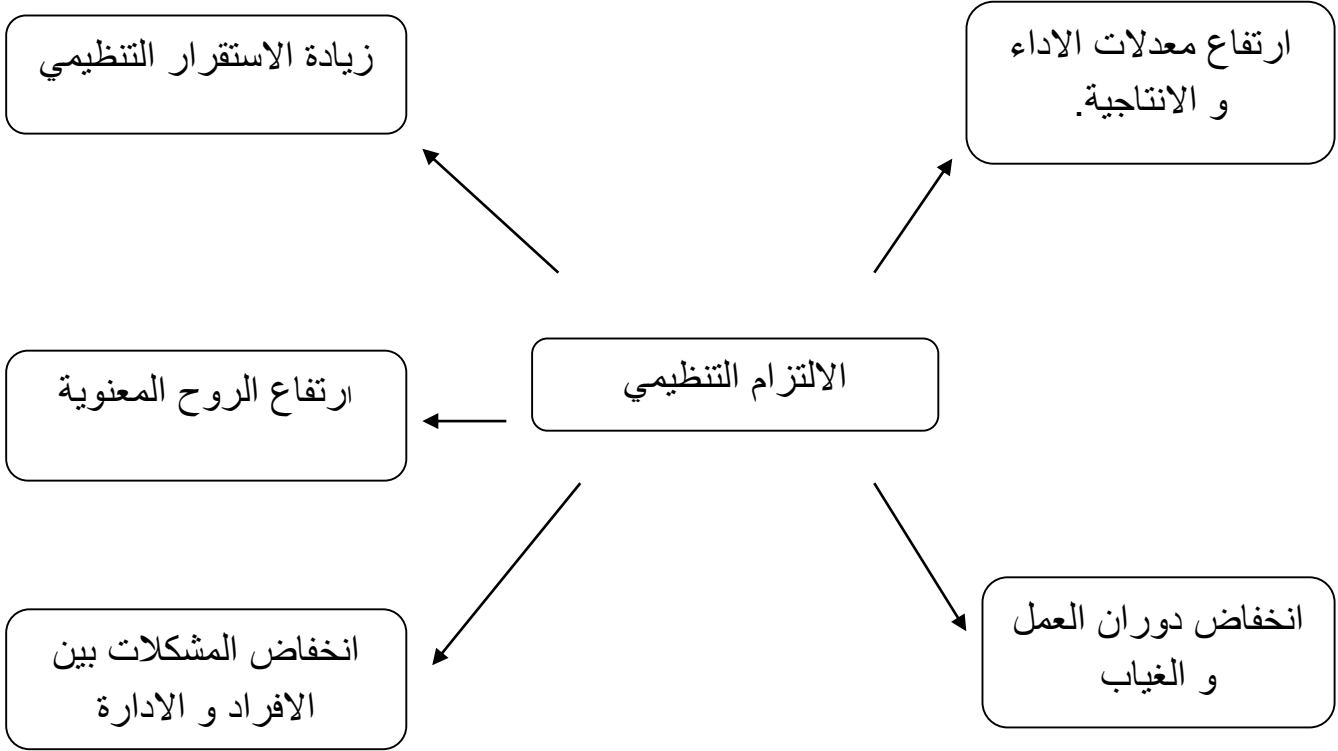 ارتفاع معدلات الاداء
و الانتاجية.
زيادة الاستقرار التنظيمي
الالتزام التنظيمي
ارتفاع الروح المعنوية
انخفاض دوران العمل
و الغياب
انخفاض المشكلات بين
الافراد و الادارة